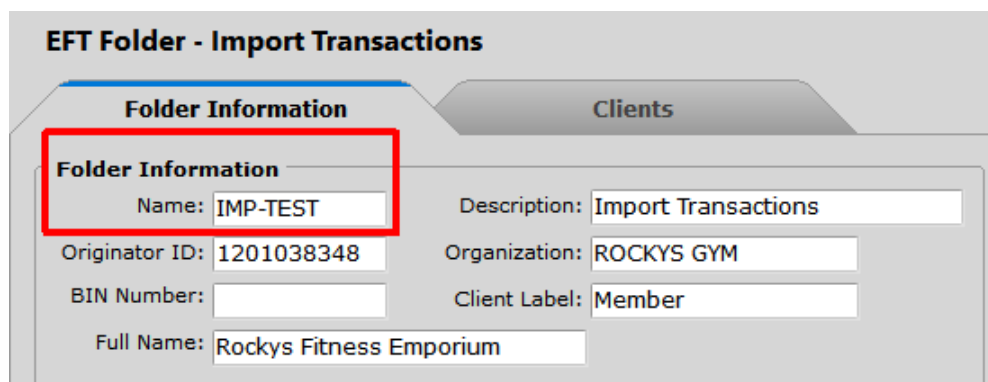 EFT Folder - Import Transactions
Folder Information Clients
Folder Information
Name: IMP-TEST Description: Import Transactions
Originator ID: 1201038348 Organization: ROCKYS GYM
BIN Number: Client Label: Member
Full Name: Rockys Fitness Emporium